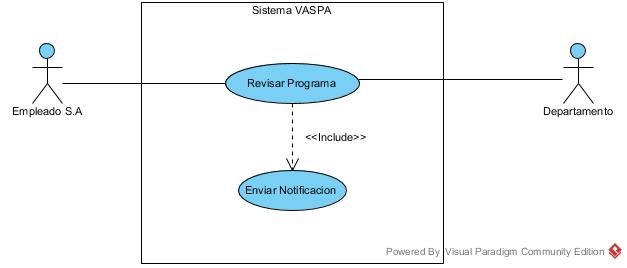 Sistema VASPA
Revisar Programa
Empleado S.A
Departamento
<<Include>>
Enviar Notificacion
Powered By Visual Paradigm Community Edition